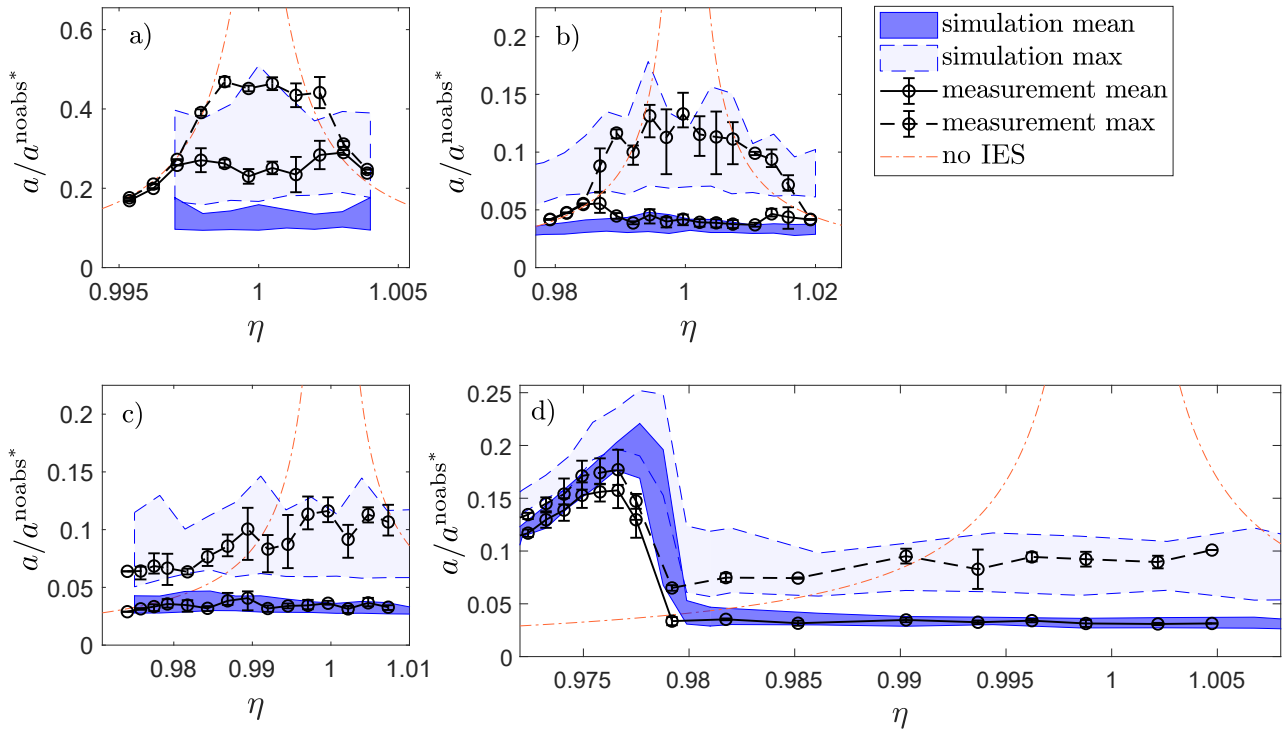 a)
0.6
0.4
0.2
0
a/a^noabs*
0.995
1
1.005
η
b)
0.2
0.15
0.1
0.05
0
a/a^noabs*
0.98
1
1.02
η
simulation mean
simulation max
measurement mean
measurement max
no IES
c)
0.2
0.15
0.1
0.05
0
a/a^noabs*
0.98
0.99
1
1.01
η
d)
0.25
0.2
0.15
0.1
0.05
0
a/a^noabs*
0.975
0.98
0.985
0.99
0.995
1
1.005
η